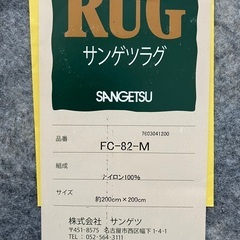 RUG
サンゲツラグ
SANGETSU
7603041200
品番 FC-82-M
組成 ナイロン100%
サイズ 約200cm×200cm
株式会社 サンゲツ
〒451-8575 名古屋市西区幅下1-4-1
TEL: 052-564-3111